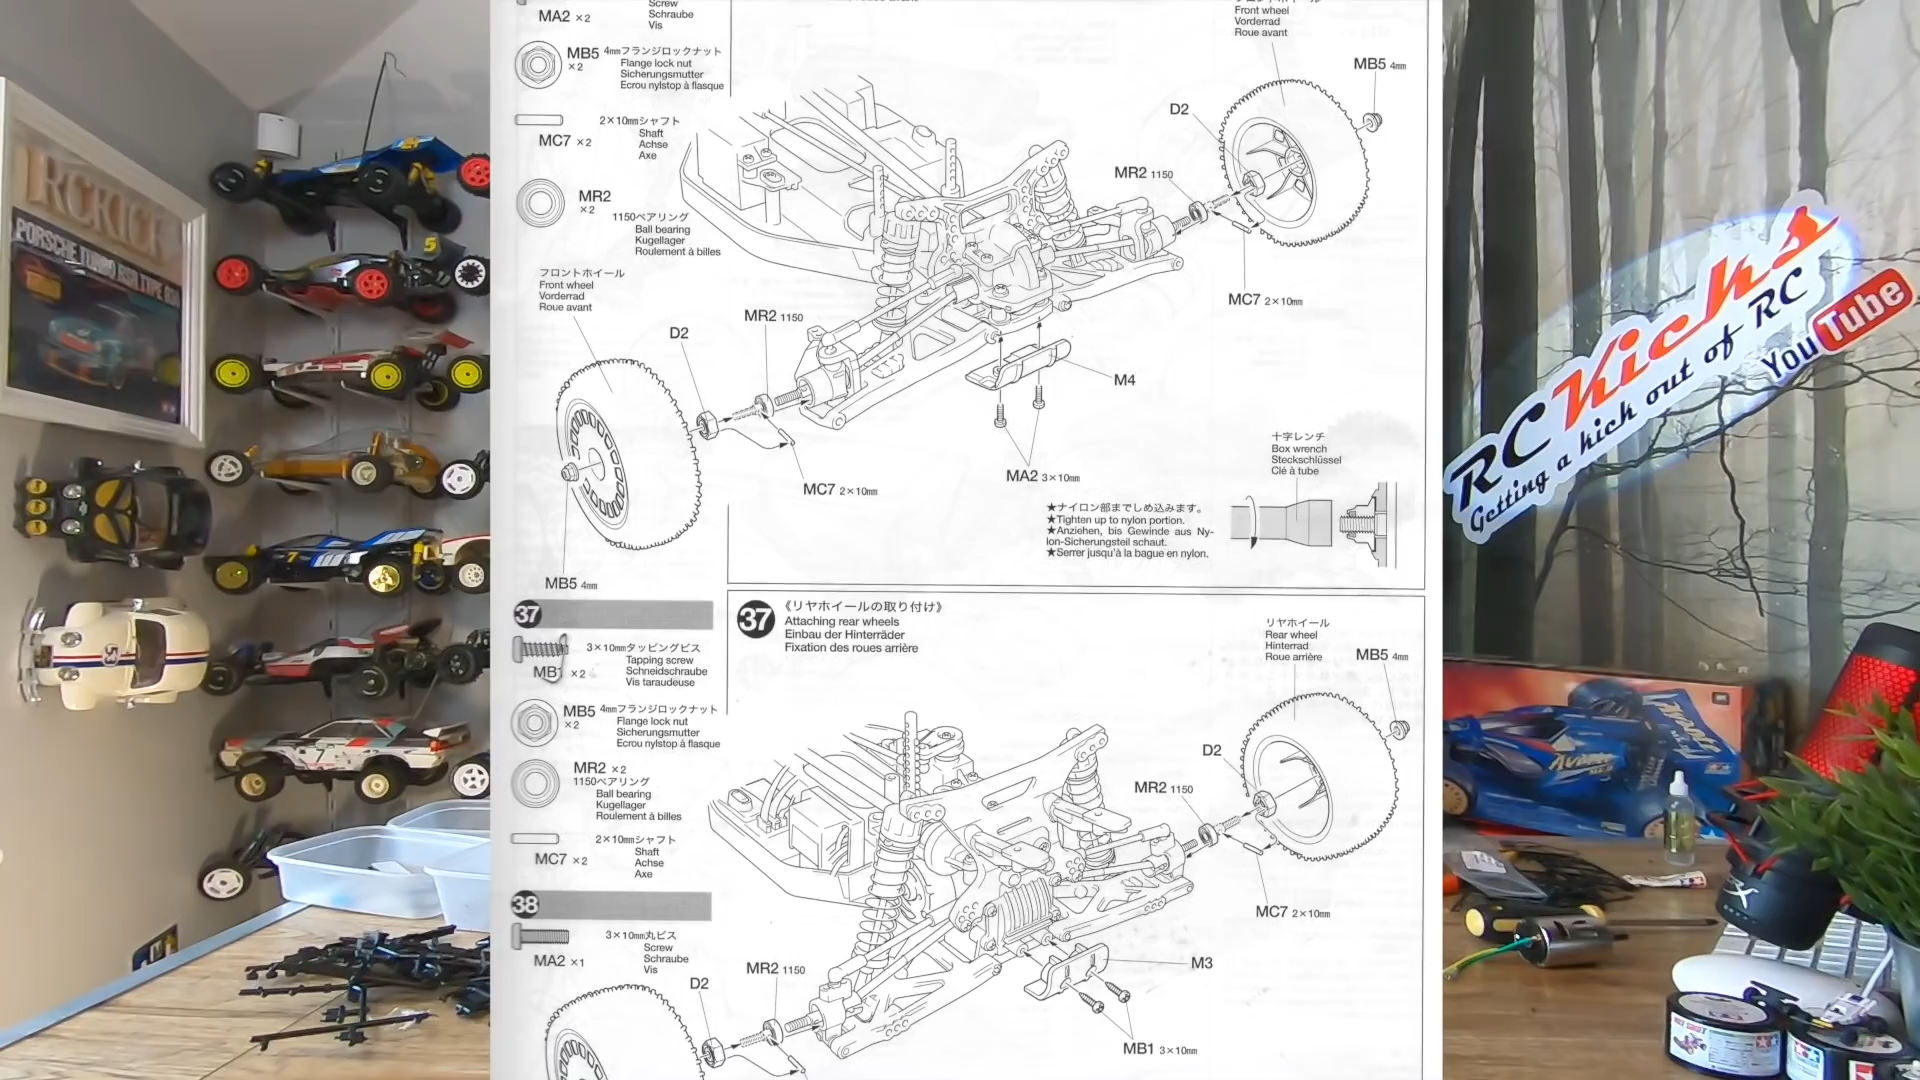 RCKICK
PORSCHE TURBO RSR TYPE 934
5
7
53
7
MA2 ×2
Screw
Schraube
Vis
MB5 ×2
4mmフランジロックナット
Flange lock nut
Sicherungsmutter
Ecrou nylstop à flasque
MC7 ×2
2×10mmシャフト
Shaft
Achse
Axe
MR2 ×2
1150ベアリング
Ball bearing
Kugellager
Roulement à billes
フロントホイール
Front wheel
Vorderrad
Roue avant
D2
MR2 1150
MC7 2×10mm
MB5 4mm
Front wheel
Vorderrad
Roue avant
MB5 4mm
D2
MR2 1150
MC7 2×10mm
M4
MA2 3×10mm
十字レンチ
Box wrench
Steckschlüssel
Clé à tube
★ナイロン部までしめ込みます。
★Tighten up to nylon portion.
★Anziehen, bis Gewinde aus Ny-
lon-Sicherungsteil schaut.
★Serrer jusqu'à la bague en nylon.
37
MB1 ×2
3×10mmタッピングビス
Tapping screw
Schneidschraube
Vis taraudeuse
MB5 ×2
4mmフランジロックナット
Flange lock nut
Sicherungsmutter
Ecrou nylstop à flasque
MR2 ×2
1150ベアリング
Ball bearing
Kugellager
Roulement à billes
MC7 ×2
2×10mmシャフト
Shaft
Achse
Axe
38
MA2 ×1
3×10mm丸ビス
Screw
Schraube
Vis
37
《リヤホイールの取り付け》
Attaching rear wheels
Einbau der Hinterräder
Fixation des roues arrière
リヤホイール
Rear wheel
Hinterrad
Roue arrière
MB5 4mm
D2
MR2 1150
MC7 2×10mm
M3
MB1 3×10mm
D2
MR2 1150
RC Kicks
Getting a kick out of RC
YouTube
Avante